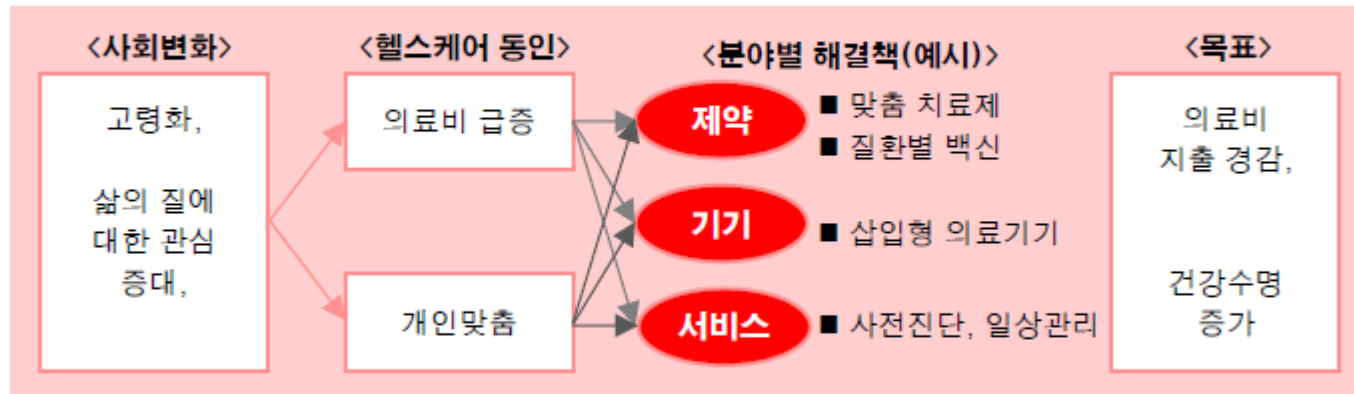 <사회변화>
고령화,
삶의 질에
대한 관심
증대,
<헬스케어 동인>
의료비 급증
개인맞춤
<분야별 해결책(예시)>
제약
■ 맞춤 치료제
■ 질환별 백신
기기
■ 삽입형 의료기기
서비스
■ 사전진단, 일상관리
<목표>
의료비
지출 경감,
건강수명
증가